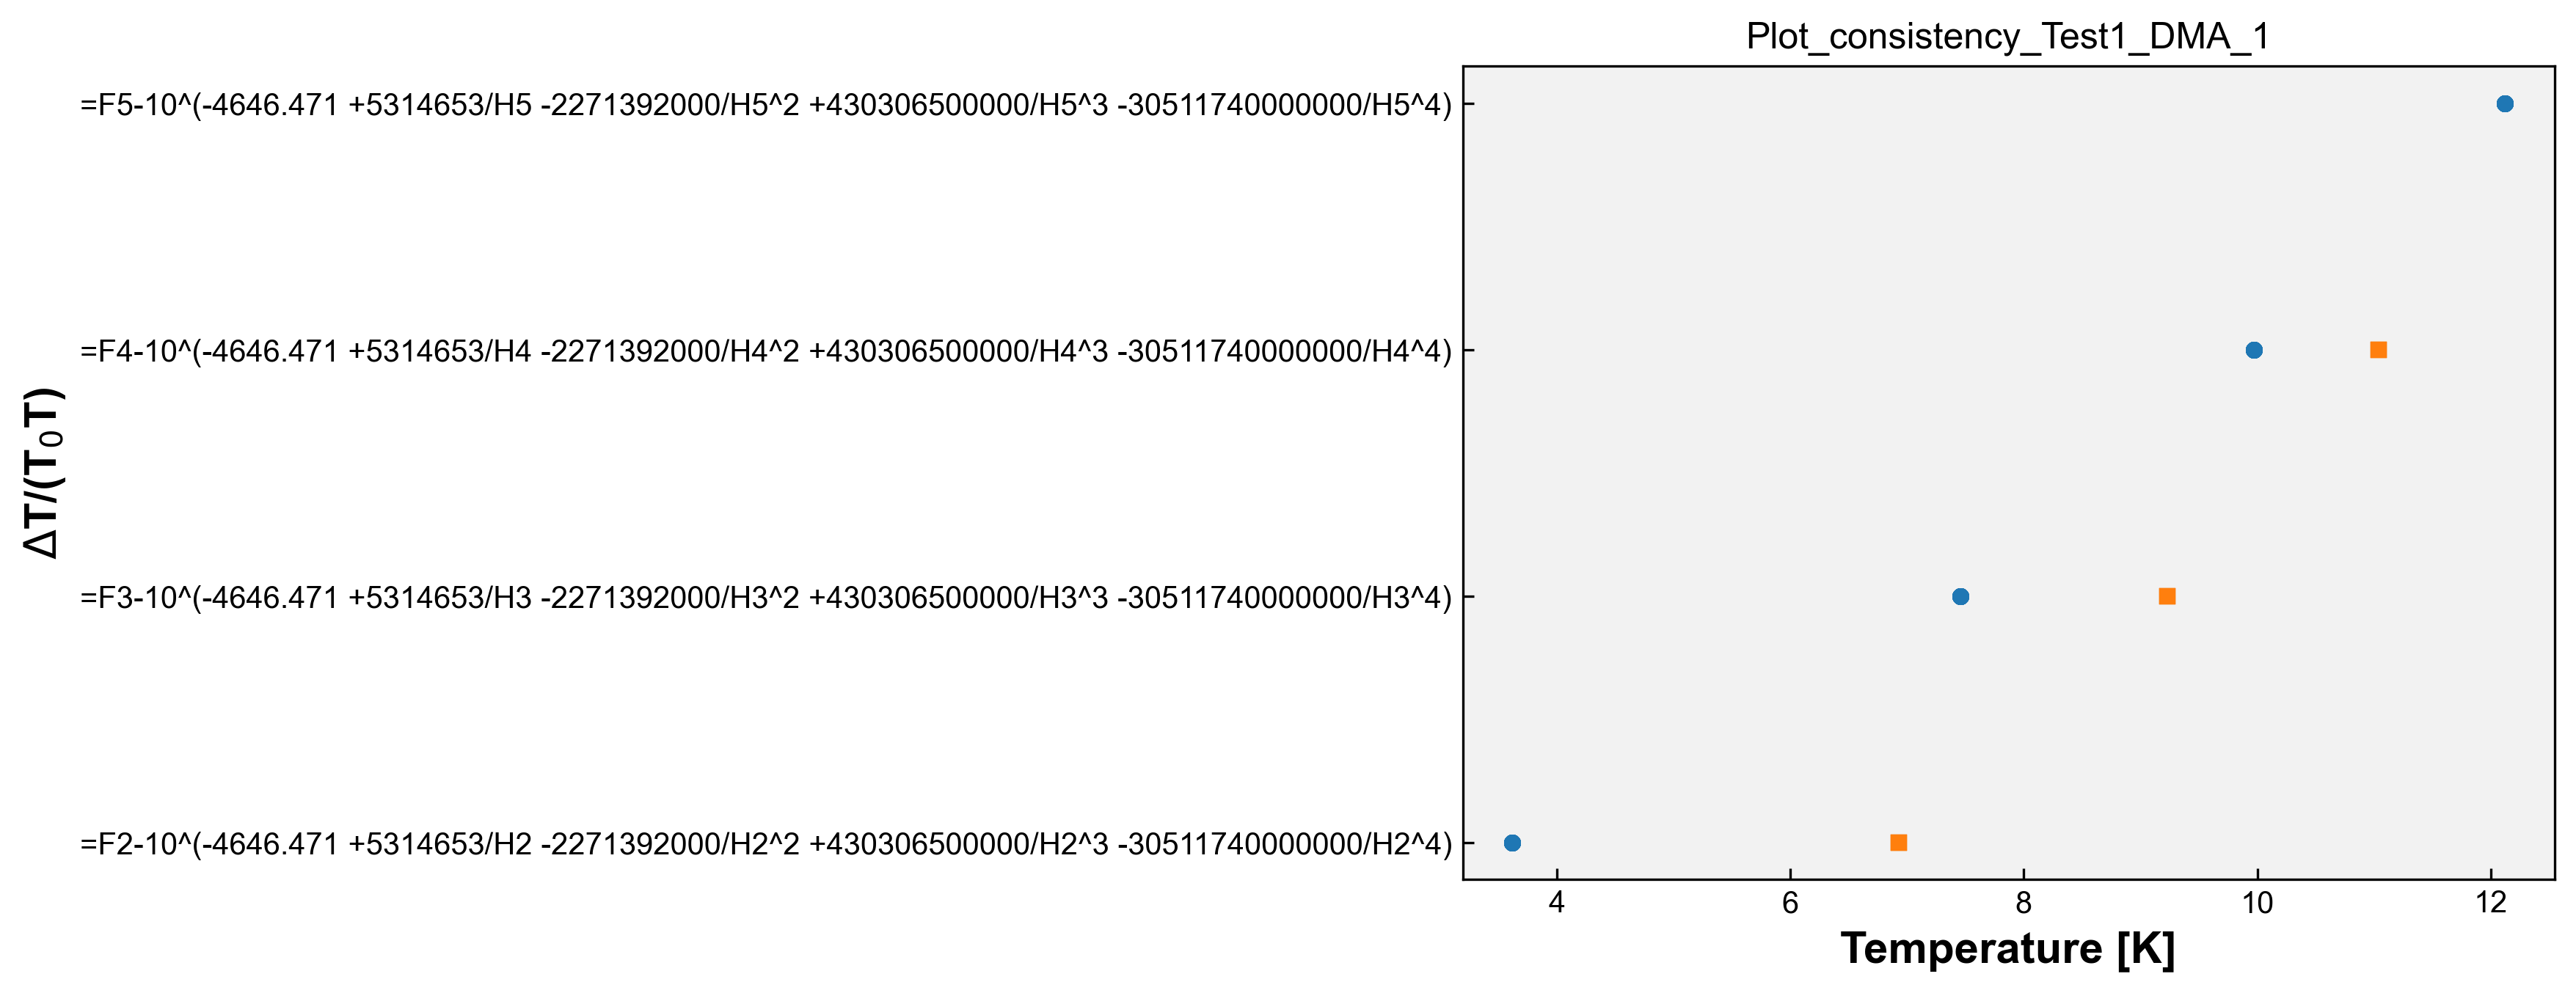 Plot_consistency_Test1_DMA_1
=F5-10^(-4646.471 +5314653/H5 -2271392000/H5^2 +430306500000/H5^3 -30511740000000/H5^4)
=F4-10^(-4646.471 +5314653/H4 -2271392000/H4^2 +430306500000/H4^3 -30511740000000/H4^4)
=F3-10^(-4646.471 +5314653/H3 -2271392000/H3^2 +430306500000/H3^3 -30511740000000/H3^4)
=F2-10^(-4646.471 +5314653/H2 -2271392000/H2^2 +430306500000/H2^3 -30511740000000/H2^4)
ΔT/(T₀T)
4 6 8 10 12
Temperature [K]